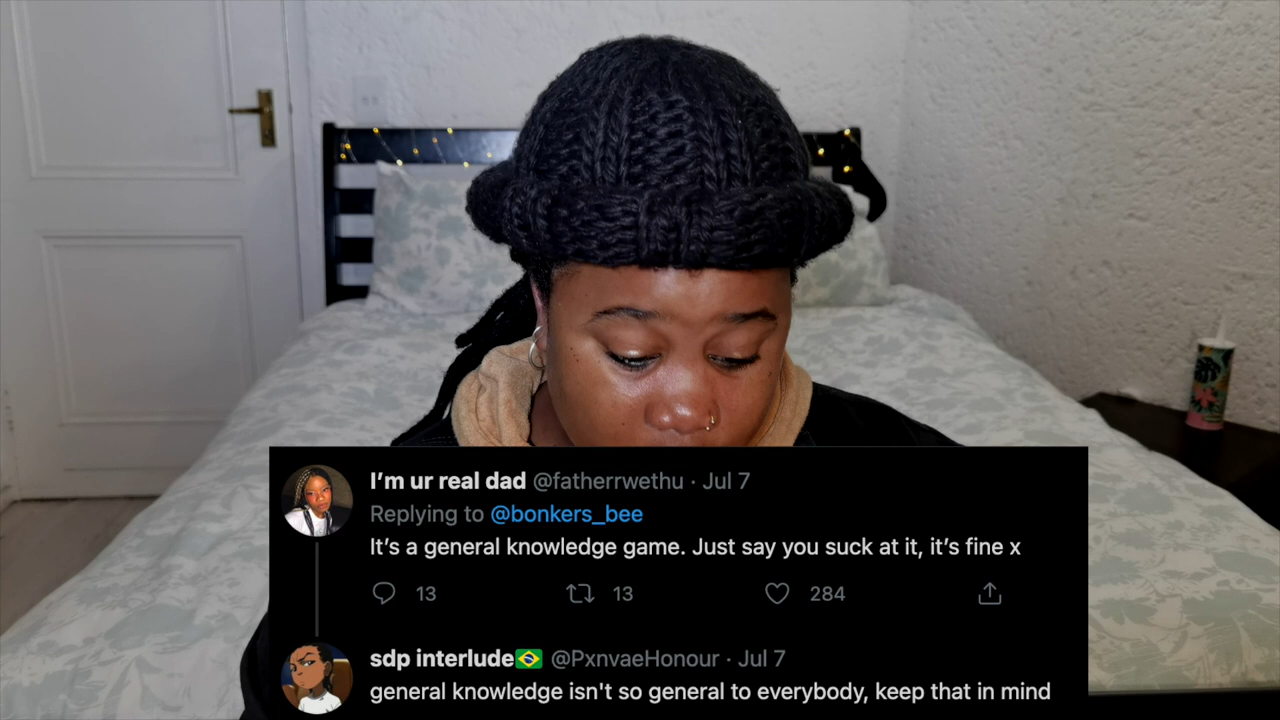 I’m ur real dad @fatherrwethu · Jul 7
Replying to @bonkers_bee
It’s a general knowledge game. Just say you suck at it, it’s fine x
13 13 284
sdp interlude🇧🇷 @PxnvaeHonour · Jul 7
general knowledge isn't so general to everybody, keep that in mind